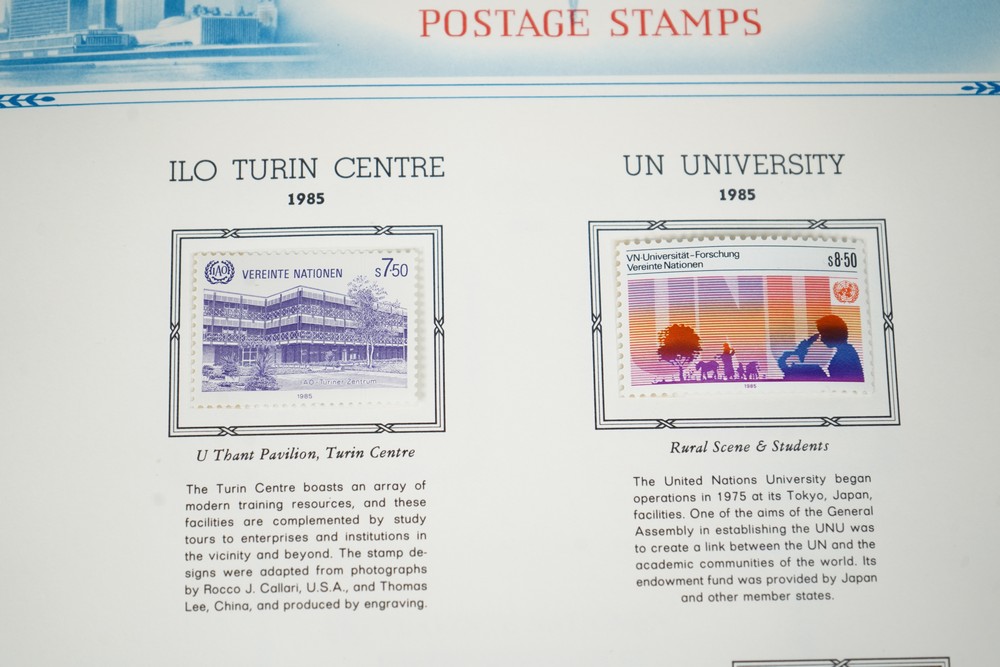 POSTAGE STAMPS
ILO TURIN CENTRE
1985
IAO
VEREINTE NATIONEN
S7·50
IAO - Turiner Zentrum
1985
U Thant Pavilion, Turin Centre
The Turin Centre boasts an array of
modern training resources, and these
facilities are complemented by study
tours to enterprises and institutions in
the vicinity and beyond. The stamp de-
signs were adapted from photographs
by Rocco J. Callari, U.S.A., and Thomas
Lee, China, and produced by engraving.
UN UNIVERSITY
1985
VN-Universität-Forschung
Vereinte Nationen
S8·50
UNU
1985
Rural Scene & Students
The United Nations University began
operations in 1975 at its Tokyo, Japan,
facilities. One of the aims of the General
Assembly in establishing the UNU was
to create a link between the UN and the
academic communities of the world. Its
endowment fund was provided by Japan
and other member states.